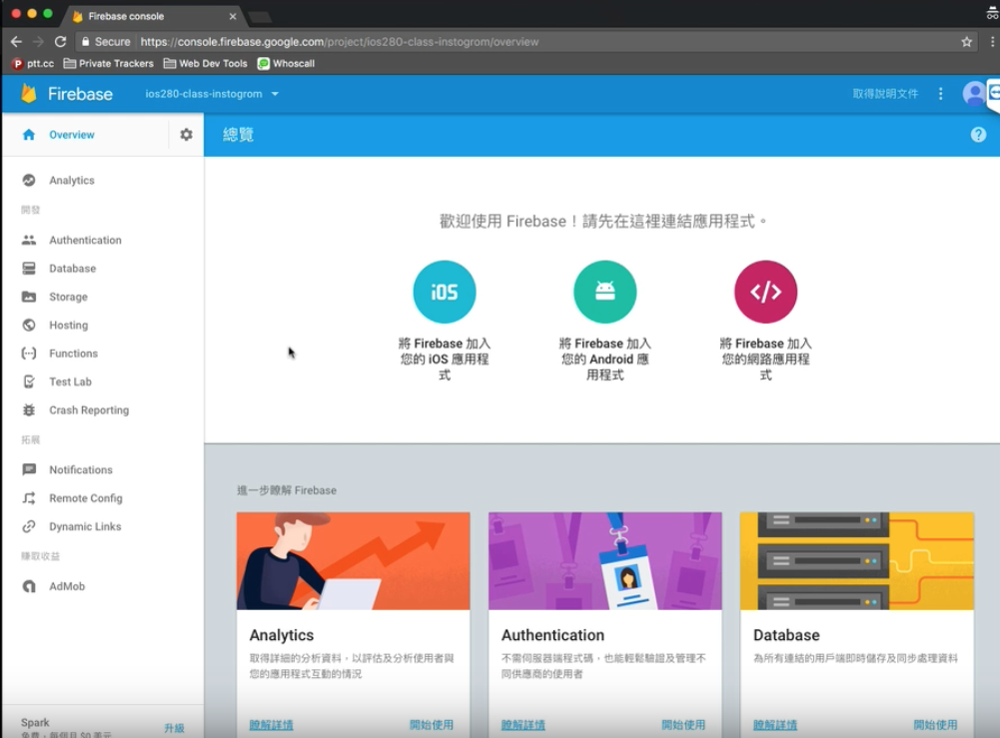 Firebase console
Secure https://console.firebase.google.com/project/ios280-class-instogrom/overview
ptt.cc Private Trackers Web Dev Tools Whoscall
Firebase ios280-class-instogrom 取得說明文件
Overview
總覽
Analytics
開發
Authentication
Database
Storage
Hosting
Functions
Test Lab
Crash Reporting
拓展
Notifications
Remote Config
Dynamic Links
賺取收益
AdMob
Spark
免費，每個月 $0 美元
升級
歡迎使用 Firebase！請先在這裡連結應用程式。
iOS
將 Firebase 加入
您的 iOS 應用程
式
將 Firebase 加入
您的 Android 應
用程式
</>
將 Firebase 加入
您的網路應用程
式
進一步瞭解 Firebase
Analytics
取得詳細的分析資料，以評估及分析使用者與
您的應用程式互動的情況
瞭解詳情 開始使用
Authentication
不需伺服器端程式碼，也能輕鬆驗證及管理不
同供應商的使用者
瞭解詳情 開始使用
Database
為所有連結的用戶端即時儲存及同步處理資料
瞭解詳情 開始使用